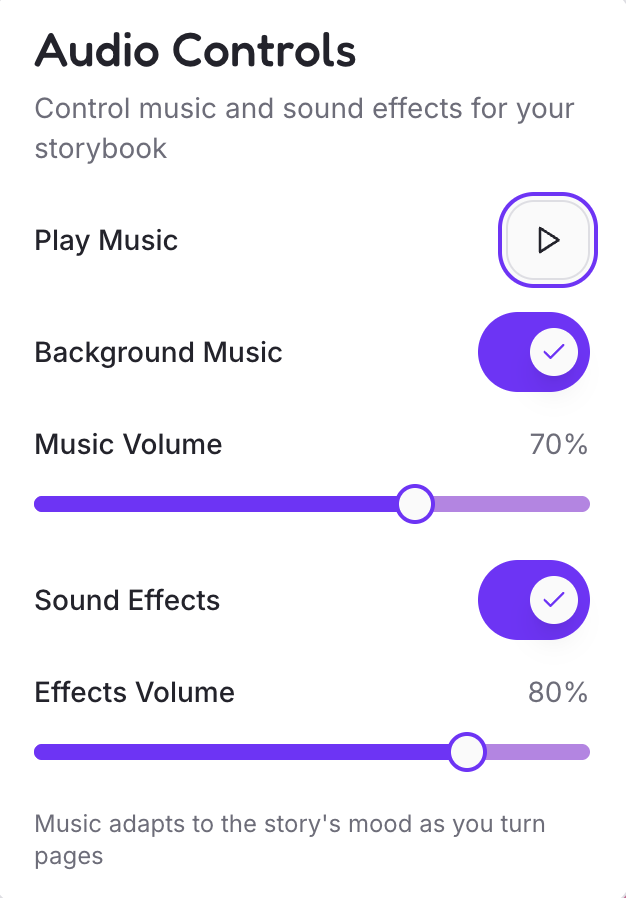 Audio Controls
Control music and sound effects for your
storybook
Play Music
Background Music
Music Volume 70%
Sound Effects
Effects Volume 80%
Music adapts to the story's mood as you turn
pages